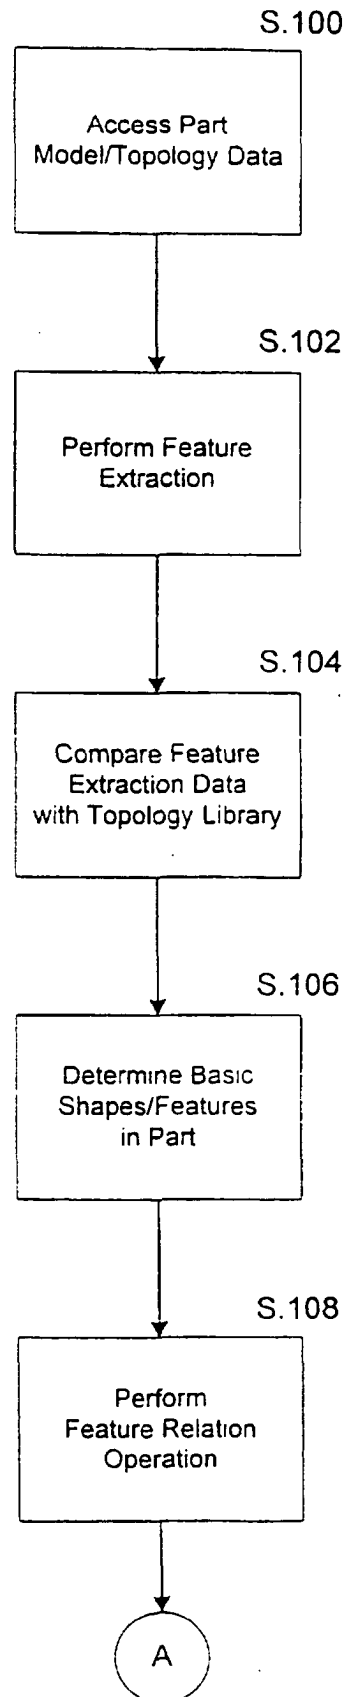 S.100
Access Part
Model/Topology Data
S.102
Perform Feature
Extraction
S.104
Compare Feature
Extraction Data
with Topology Library
S.106
Determine Basic
Shapes/Features
in Part
S.108
Perform
Feature Relation
Operation
A